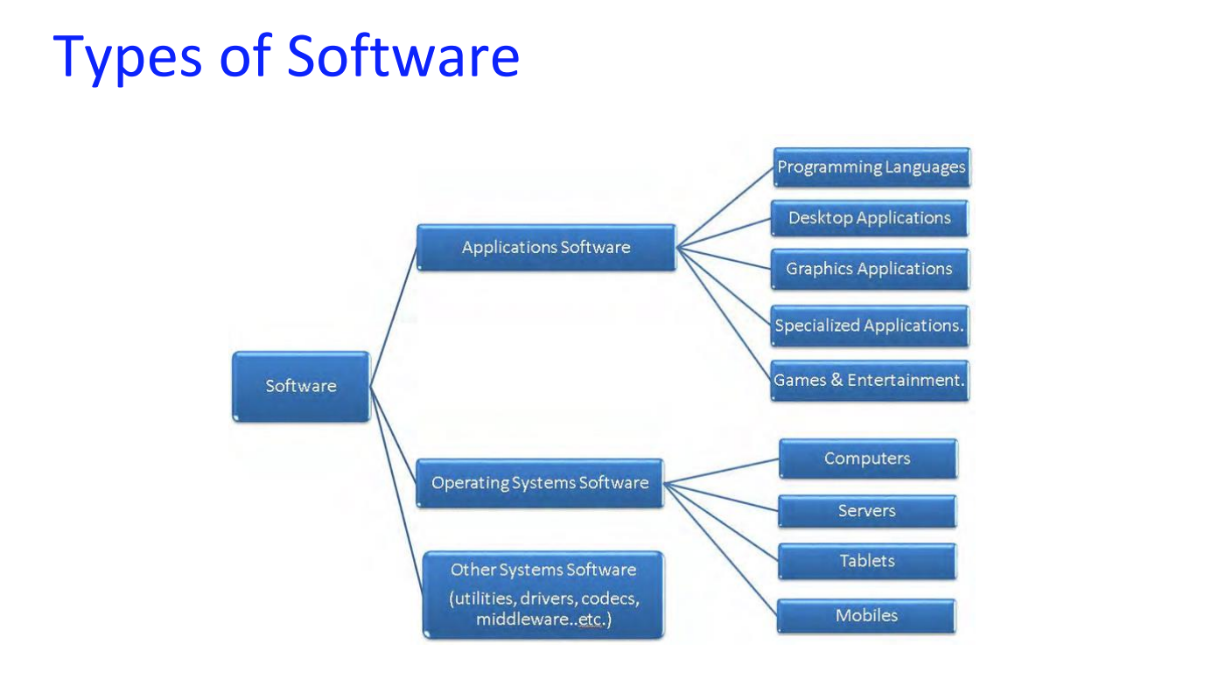 Types of Software
Programming Languages
Desktop Applications
Applications Software
Graphics Applications
Specialized Applications.
Games & Entertainment.
Software
Computers
Operating Systems Software
Servers
Tablets
Other Systems Software
(utilities, drivers, codecs,
middleware..etc.)
Mobiles